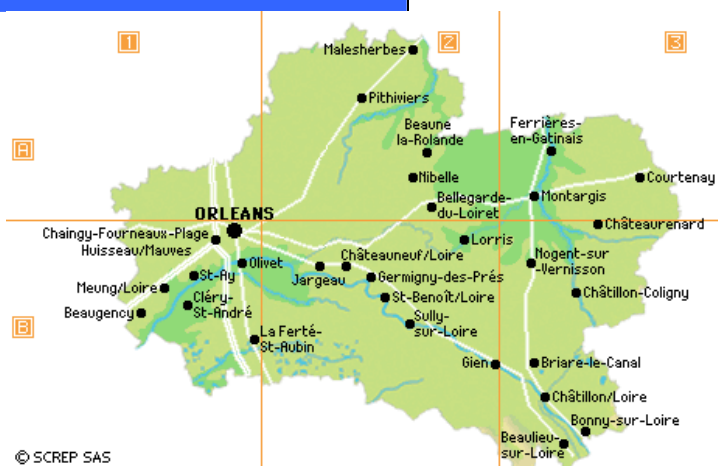 1
2
3
Malesherbes
Pithiviers
Ferrières-
en-Gatinais
Beaune
la-Rolande
A
Nibelle
Courtenay
Montargis
Bellegarde-
du-Loiret
ORLEANS
Châteaurenard
Chaingy-Fourneaux-Plage
Huisseau/Mauves
Lorris
Châteauneuf/Loire
Nogent-sur
-Vernisson
Olivet
St-Ay
Jargeau
Germigny-des-Prés
Meung/Loire
Châtillon-Coligny
Cléry-
St-André
St-Benoît/Loire
Beaugency
Sully-
sur-Loire
B
La Ferté-
St-Aubin
Gien
Briare-le-Canal
Châtillon/Loire
Bonny-sur-Loire
Beaulieu-
sur-Loire
© SCREP SAS